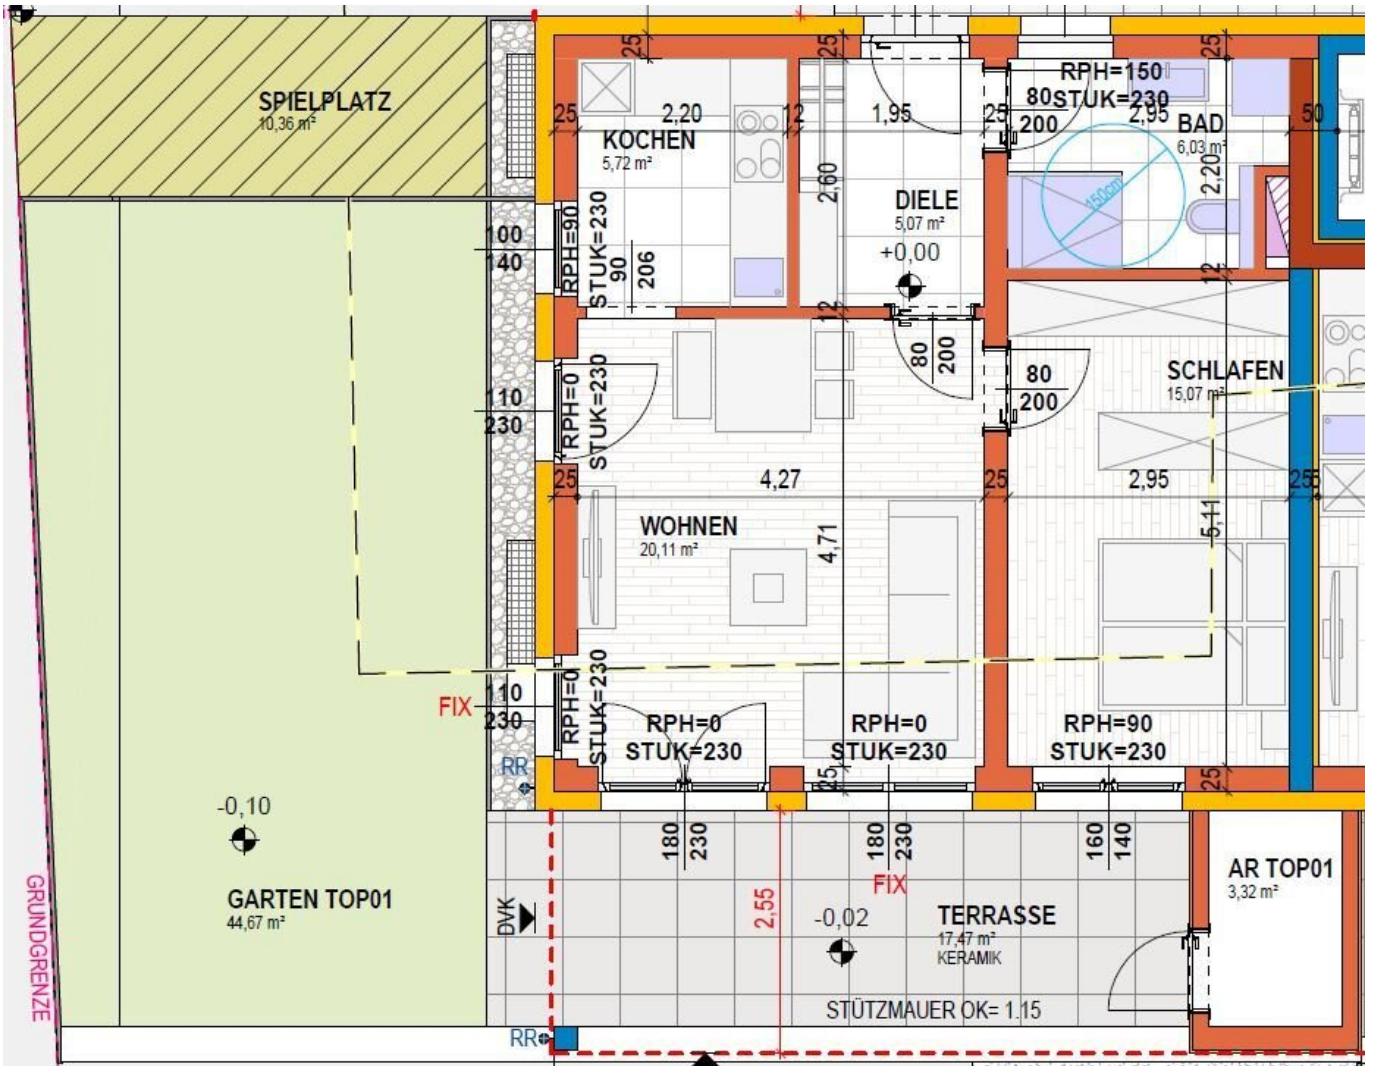 SPIELPLATZ
10,36 m²
25
25
25
RPH=150
80 STUK=230
200
25
2,20
12
1,95
25
2,95
50
KOCHEN
5,72 m²
BAD
6,03 m²
2,20
150cm
2,60
DIELE
5,07 m²
+0,00
100
140
RPH=90
STUK=230
90
206
12
12
80
200
80
200
SCHLAFEN
15,07 m²
110
230
RPH=0
STUK=230
25
4,27
25
2,95
25
WOHNEN
20,11 m²
4,71
5,11
FIX
110
230
RPH=0
STUK=230
RPH=0
STUK=230
RPH=0
STUK=230
RPH=90
STUK=230
RR
25
25
-0,10
180
230
180
230
FIX
160
140
GRUNDGRENZE
GARTEN TOP01
44,67 m²
DVK
2,55
-0,02
TERRASSE
17,47 m²
KERAMIK
AR TOP01
3,32 m²
STÜTZMAUER OK= 1.15
RR